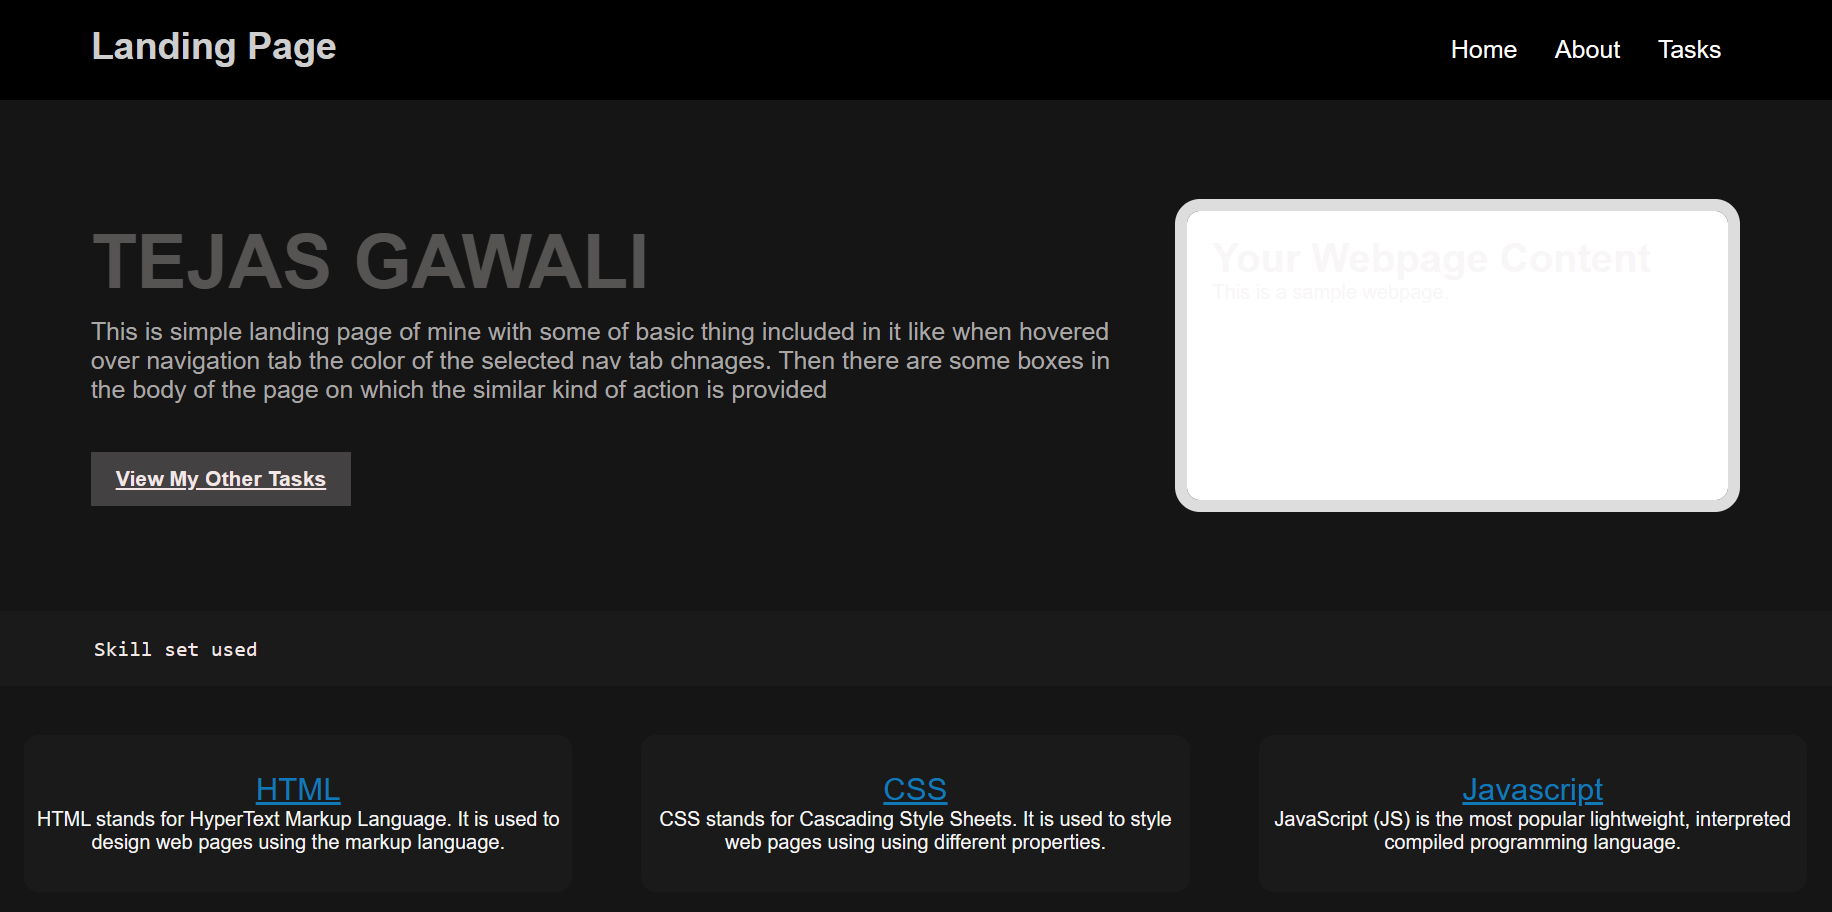 Landing Page
Home About Tasks
TEJAS GAWALI
This is simple landing page of mine with some of basic thing included in it like when hovered
over navigation tab the color of the selected nav tab chnages. Then there are some boxes in
the body of the page on which the similar kind of action is provided
View My Other Tasks
Your Webpage Content
This is a sample webpage.
Skill set used
HTML
HTML stands for HyperText Markup Language. It is used to
design web pages using the markup language.
CSS
CSS stands for Cascading Style Sheets. It is used to style
web pages using using different properties.
Javascript
JavaScript (JS) is the most popular lightweight, interpreted
compiled programming language.